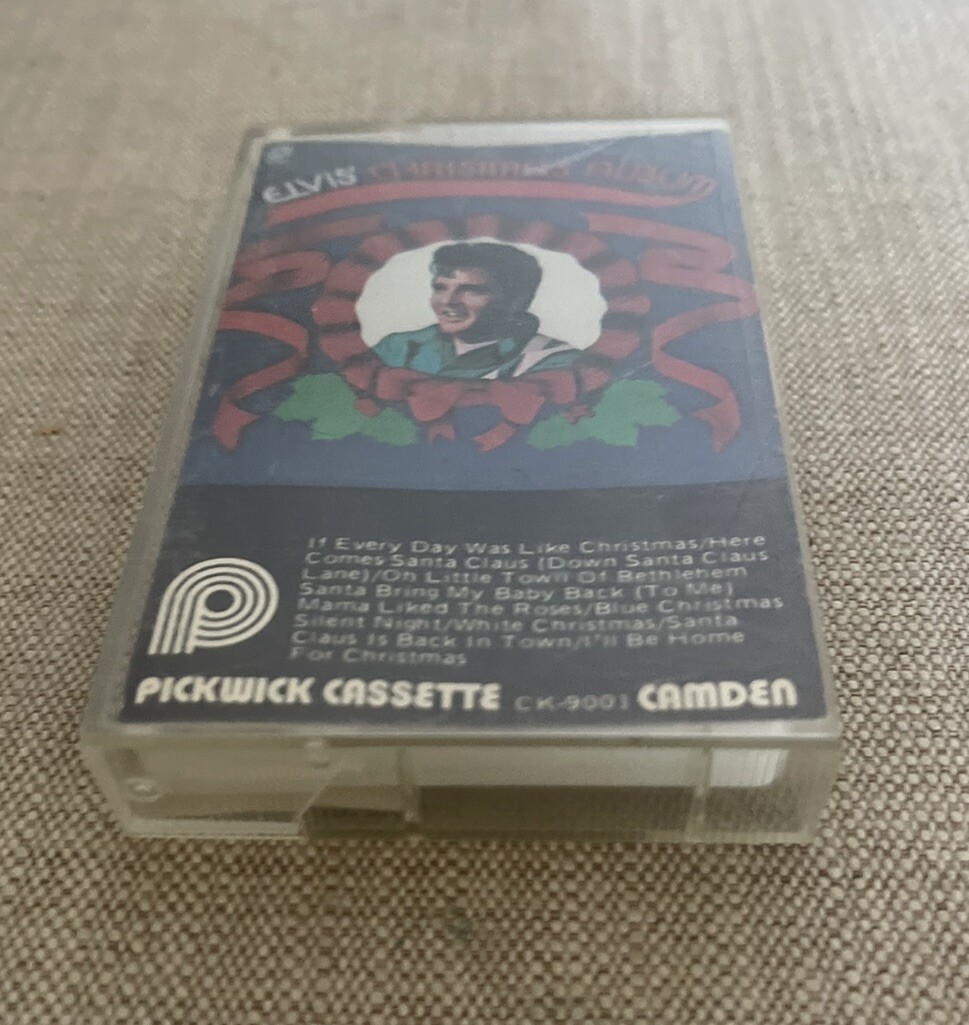 ELVIS' CHRISTMAS ALBUM
If Every Day Was Like Christmas/Here
Comes Santa Claus (Down Santa Claus
Lane)/Oh Little Town Of Bethlehem
Santa Bring My Baby Back (To Me)
Mama Liked The Roses/Blue Christmas
Silent Night/White Christmas/Santa
Claus Is Back In Town/I'll Be Home
For Christmas
PICKWICK CASSETTE CK-9001 CAMDEN